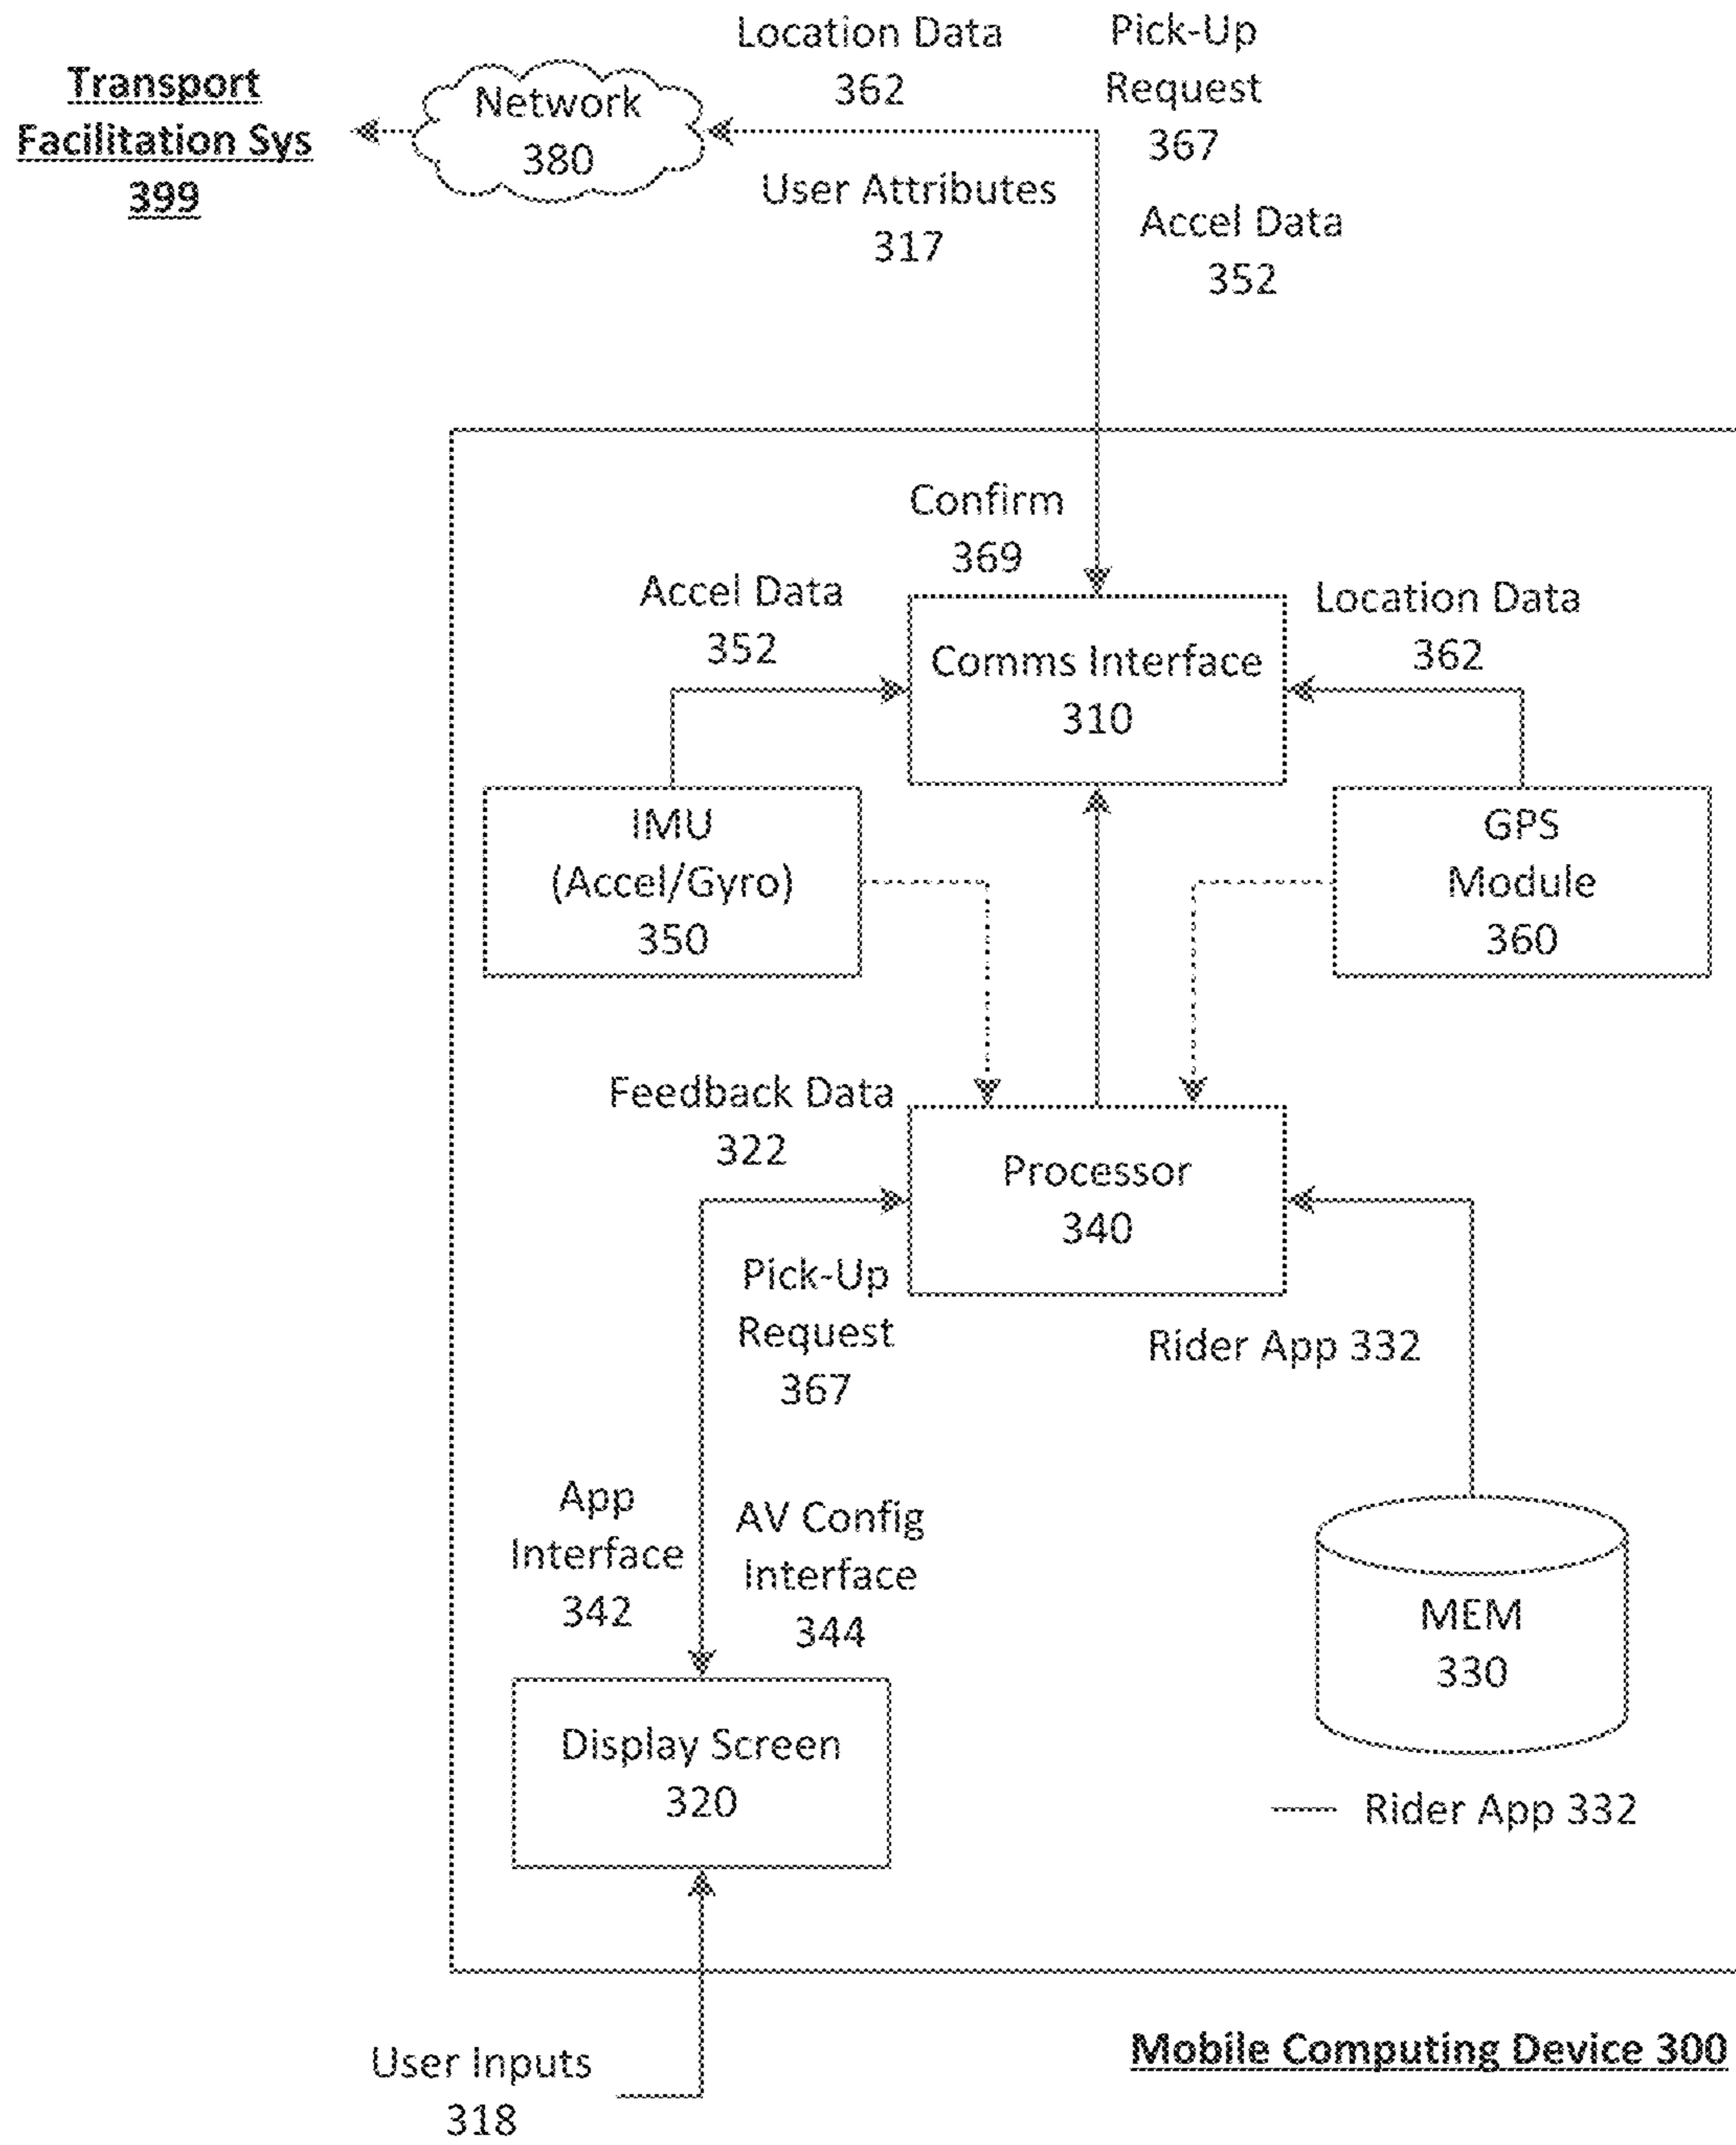 Location Data
362
Pick-Up
Request
367
Transport
Facilitation Sys
399
Network
380
User Attributes
317
Accel Data
352
Confirm
369
Accel Data
352
Location Data
362
Comms Interface
310
IMU
(Accel/Gyro)
350
GPS
Module
360
Feedback Data
322
Processor
340
Pick-Up
Request
367
Rider App 332
App
Interface
342
AV Config
Interface
344
MEM
330
Display Screen
320
Rider App 332
Mobile Computing Device 300
User Inputs
318